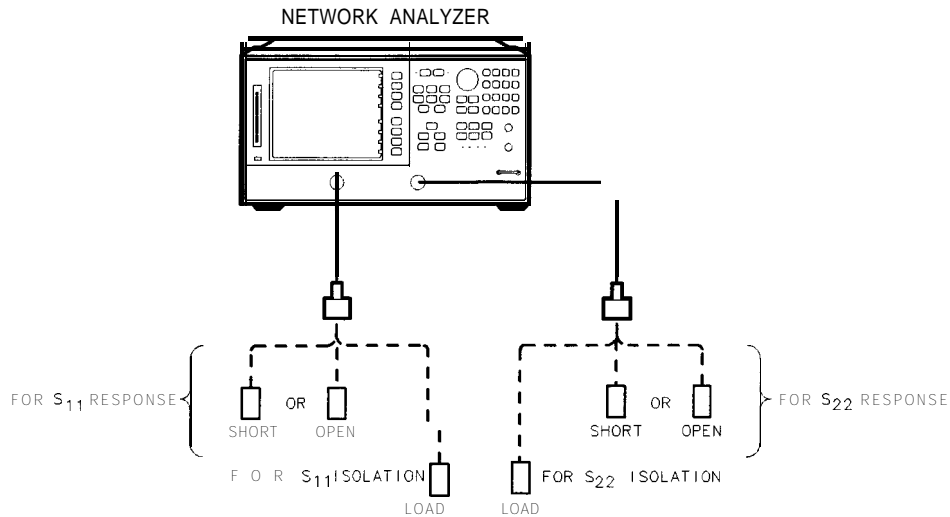 NETWORK ANALYZER
FOR S11 RESPONSE
SHORT OR OPEN
FOR S11 ISOLATION
LOAD
SHORT OR OPEN
FOR S22 RESPONSE
FOR S22 ISOLATION
LOAD